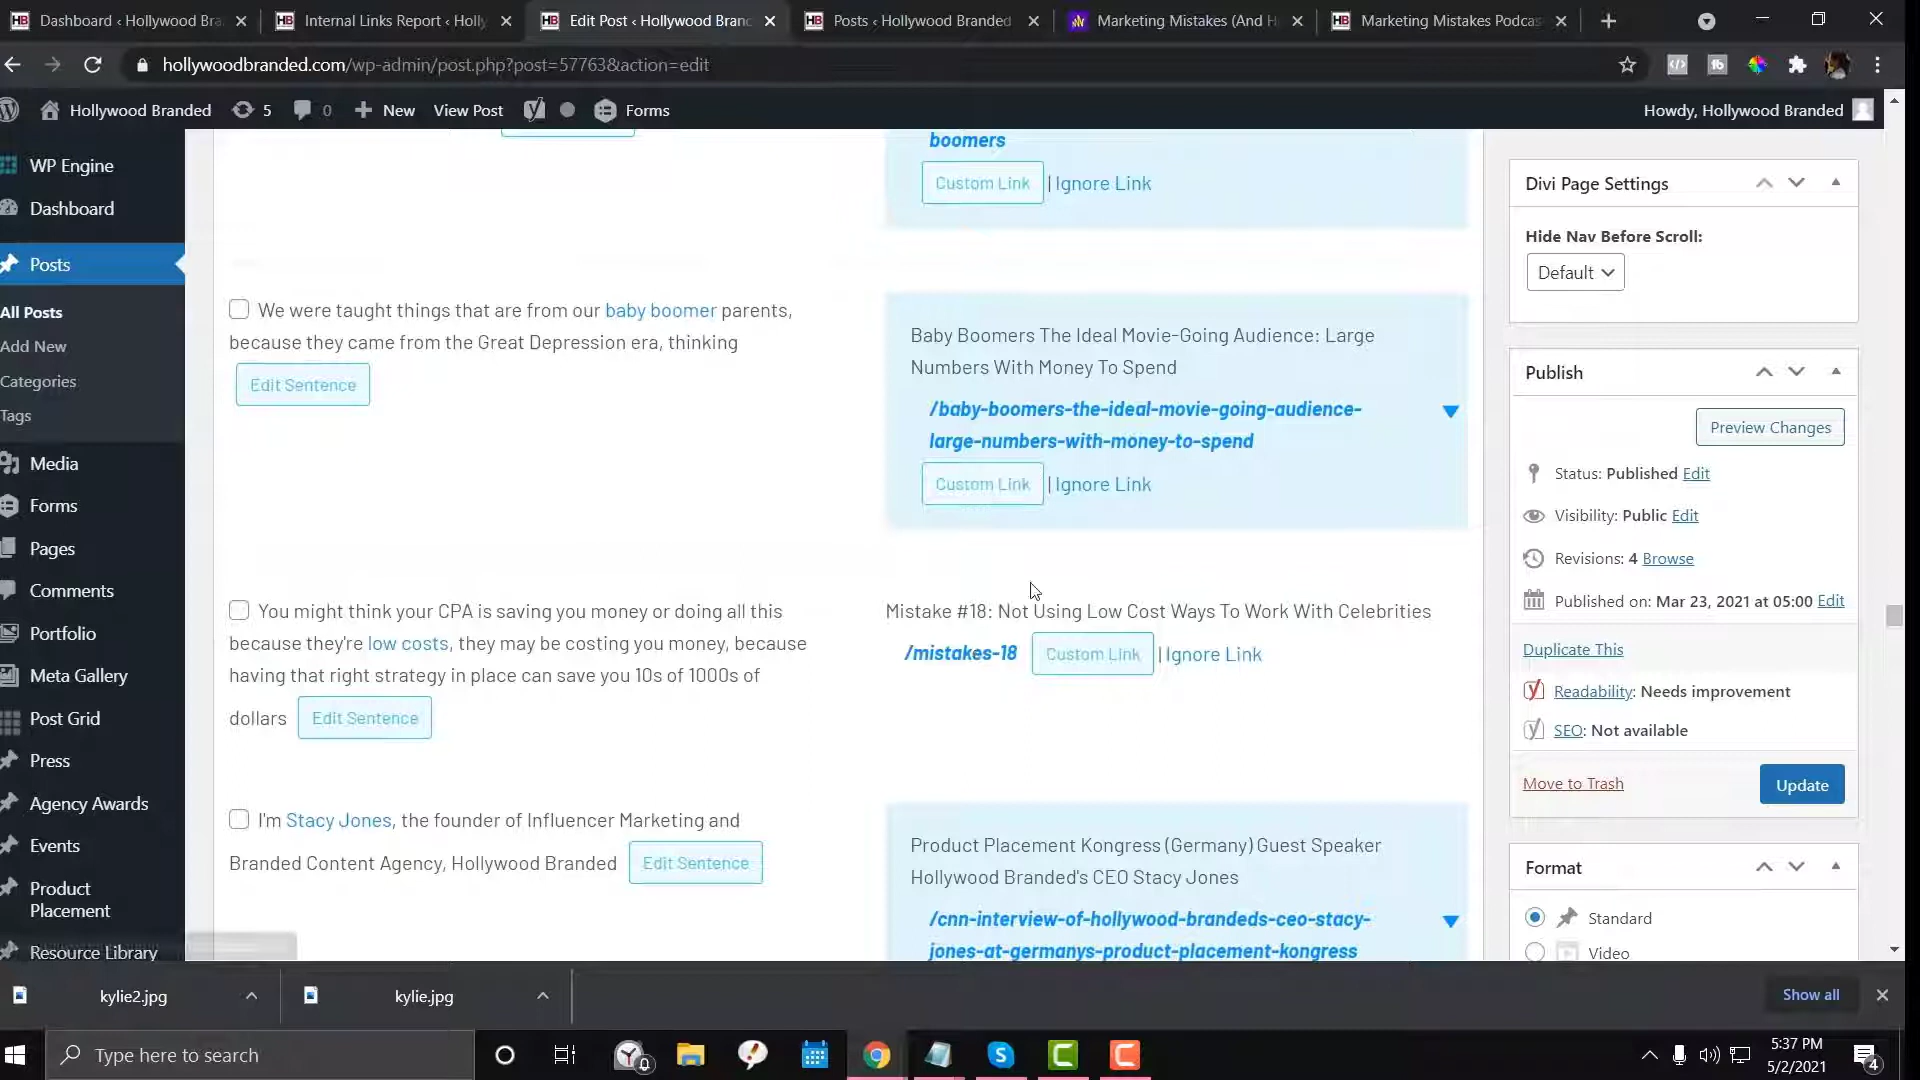 Dashboard ‹ Hollywood Bra
Internal Links Report ‹ Holly
Edit Post ‹ Hollywood Branc
Posts ‹ Hollywood Branded
Marketing Mistakes (And H
Marketing Mistakes Podcas
hollywoodbranded.com/wp-admin/post.php?post=57763&action=edit
Hollywood Branded
5
0
New
View Post
Forms
Howdy, Hollywood Branded
WP Engine
Dashboard
Posts
All Posts
Add New
Categories
Tags
Media
Forms
Pages
Comments
Portfolio
Meta Gallery
Post Grid
Press
Agency Awards
Events
Product
Placement
Resource Library
boomers
Custom Link | Ignore Link
We were taught things that are from our baby boomer parents,
because they came from the Great Depression era, thinking
Edit Sentence
Baby Boomers The Ideal Movie-Going Audience: Large
Numbers With Money To Spend
/baby-boomers-the-ideal-movie-going-audience-
large-numbers-with-money-to-spend
Custom Link | Ignore Link
You might think your CPA is saving you money or doing all this
because they're low costs, they may be costing you money, because
having that right strategy in place can save you 10s of 1000s of
dollars Edit Sentence
Mistake #18: Not Using Low Cost Ways To Work With Celebrities
/mistakes-18 Custom Link | Ignore Link
I'm Stacy Jones, the founder of Influencer Marketing and
Branded Content Agency, Hollywood Branded Edit Sentence
Product Placement Kongress (Germany) Guest Speaker
Hollywood Branded's CEO Stacy Jones
/cnn-interview-of-hollywood-brandeds-ceo-stacy-
jones-at-germanys-product-placement-kongress
Divi Page Settings
Hide Nav Before Scroll:
Default
Publish
Preview Changes
Status: Published Edit
Visibility: Public Edit
Revisions: 4 Browse
Published on: Mar 23, 2021 at 05:00 Edit
Duplicate This
Readability: Needs improvement
SEO: Not available
Move to Trash
Update
Format
Standard
Video
kylie2.jpg
kylie.jpg
Show all
Type here to search
5:37 PM
5/2/2021
4